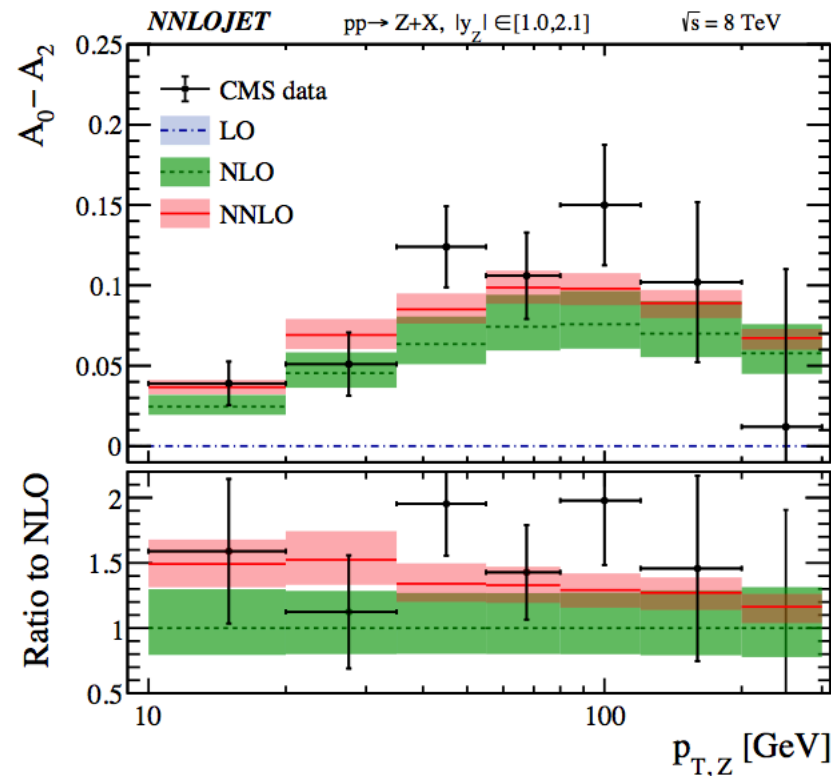 NNLOJET pp→ Z+X, |y_Z| ∈[1.0,2.1] √s = 8 TeV
A_0 − A_2
0.25
0.2
0.15
0.1
0.05
0
CMS data
LO
NLO
NNLO
Ratio to NLO
2
1.5
1
0.5
10 100
p_T,Z [GeV]